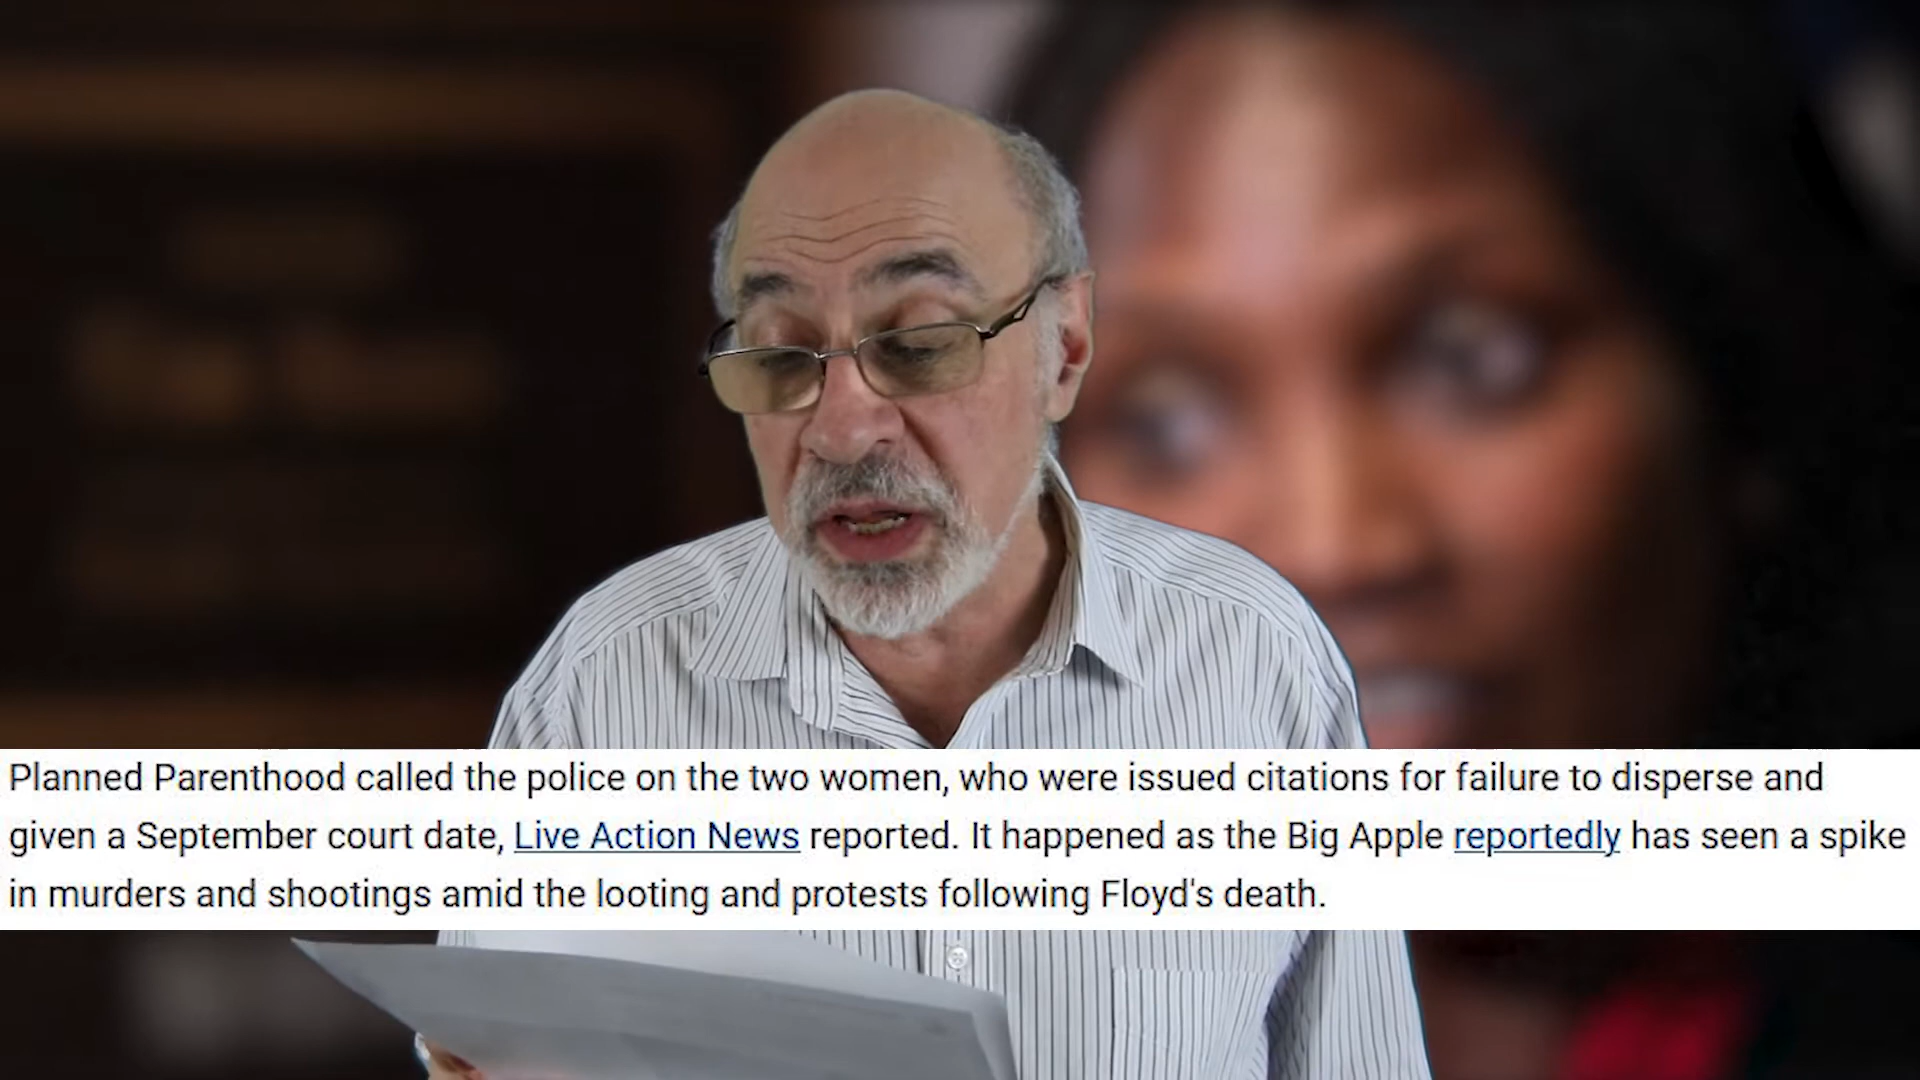 Planned Parenthood called the police on the two women, who were issued citations for failure to disperse and
given a September court date, Live Action News reported. It happened as the Big Apple reportedly has seen a spike
in murders and shootings amid the looting and protests following Floyd's death.